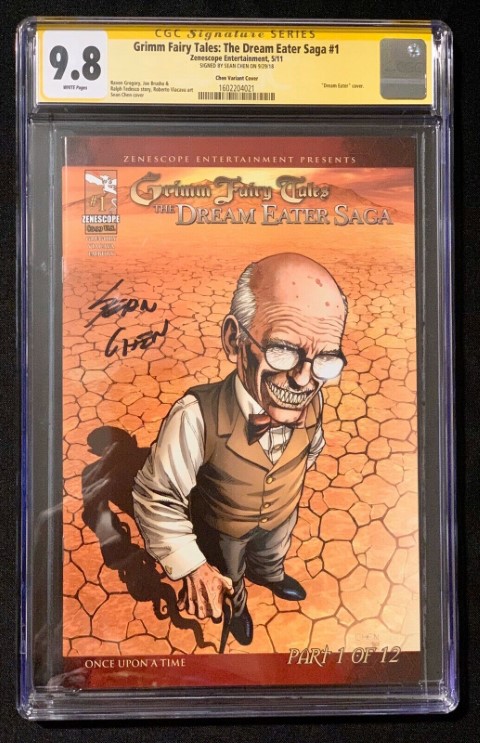 CGC Signature SERIES
9.8
WHITE Pages
Grimm Fairy Tales: The Dream Eater Saga #1
Zenescope Entertainment, 5/11
SIGNED BY SEAN CHEN ON 9/29/18
Chen Variant Cover
Raven Gregory, Joe Brusha &
Ralph Tedesco story, Roberto Viacava art
Sean Chen cover
1602204021
"Dream Eater" cover.
ZENESCOPE ENTERTAINMENT PRESENTS
#1
ZENESCOPE
Grimm Fairy Tales
THE DREAM EATER SAGA
SEAN
CHEN
ONCE UPON A TIME
PART 1 OF 12